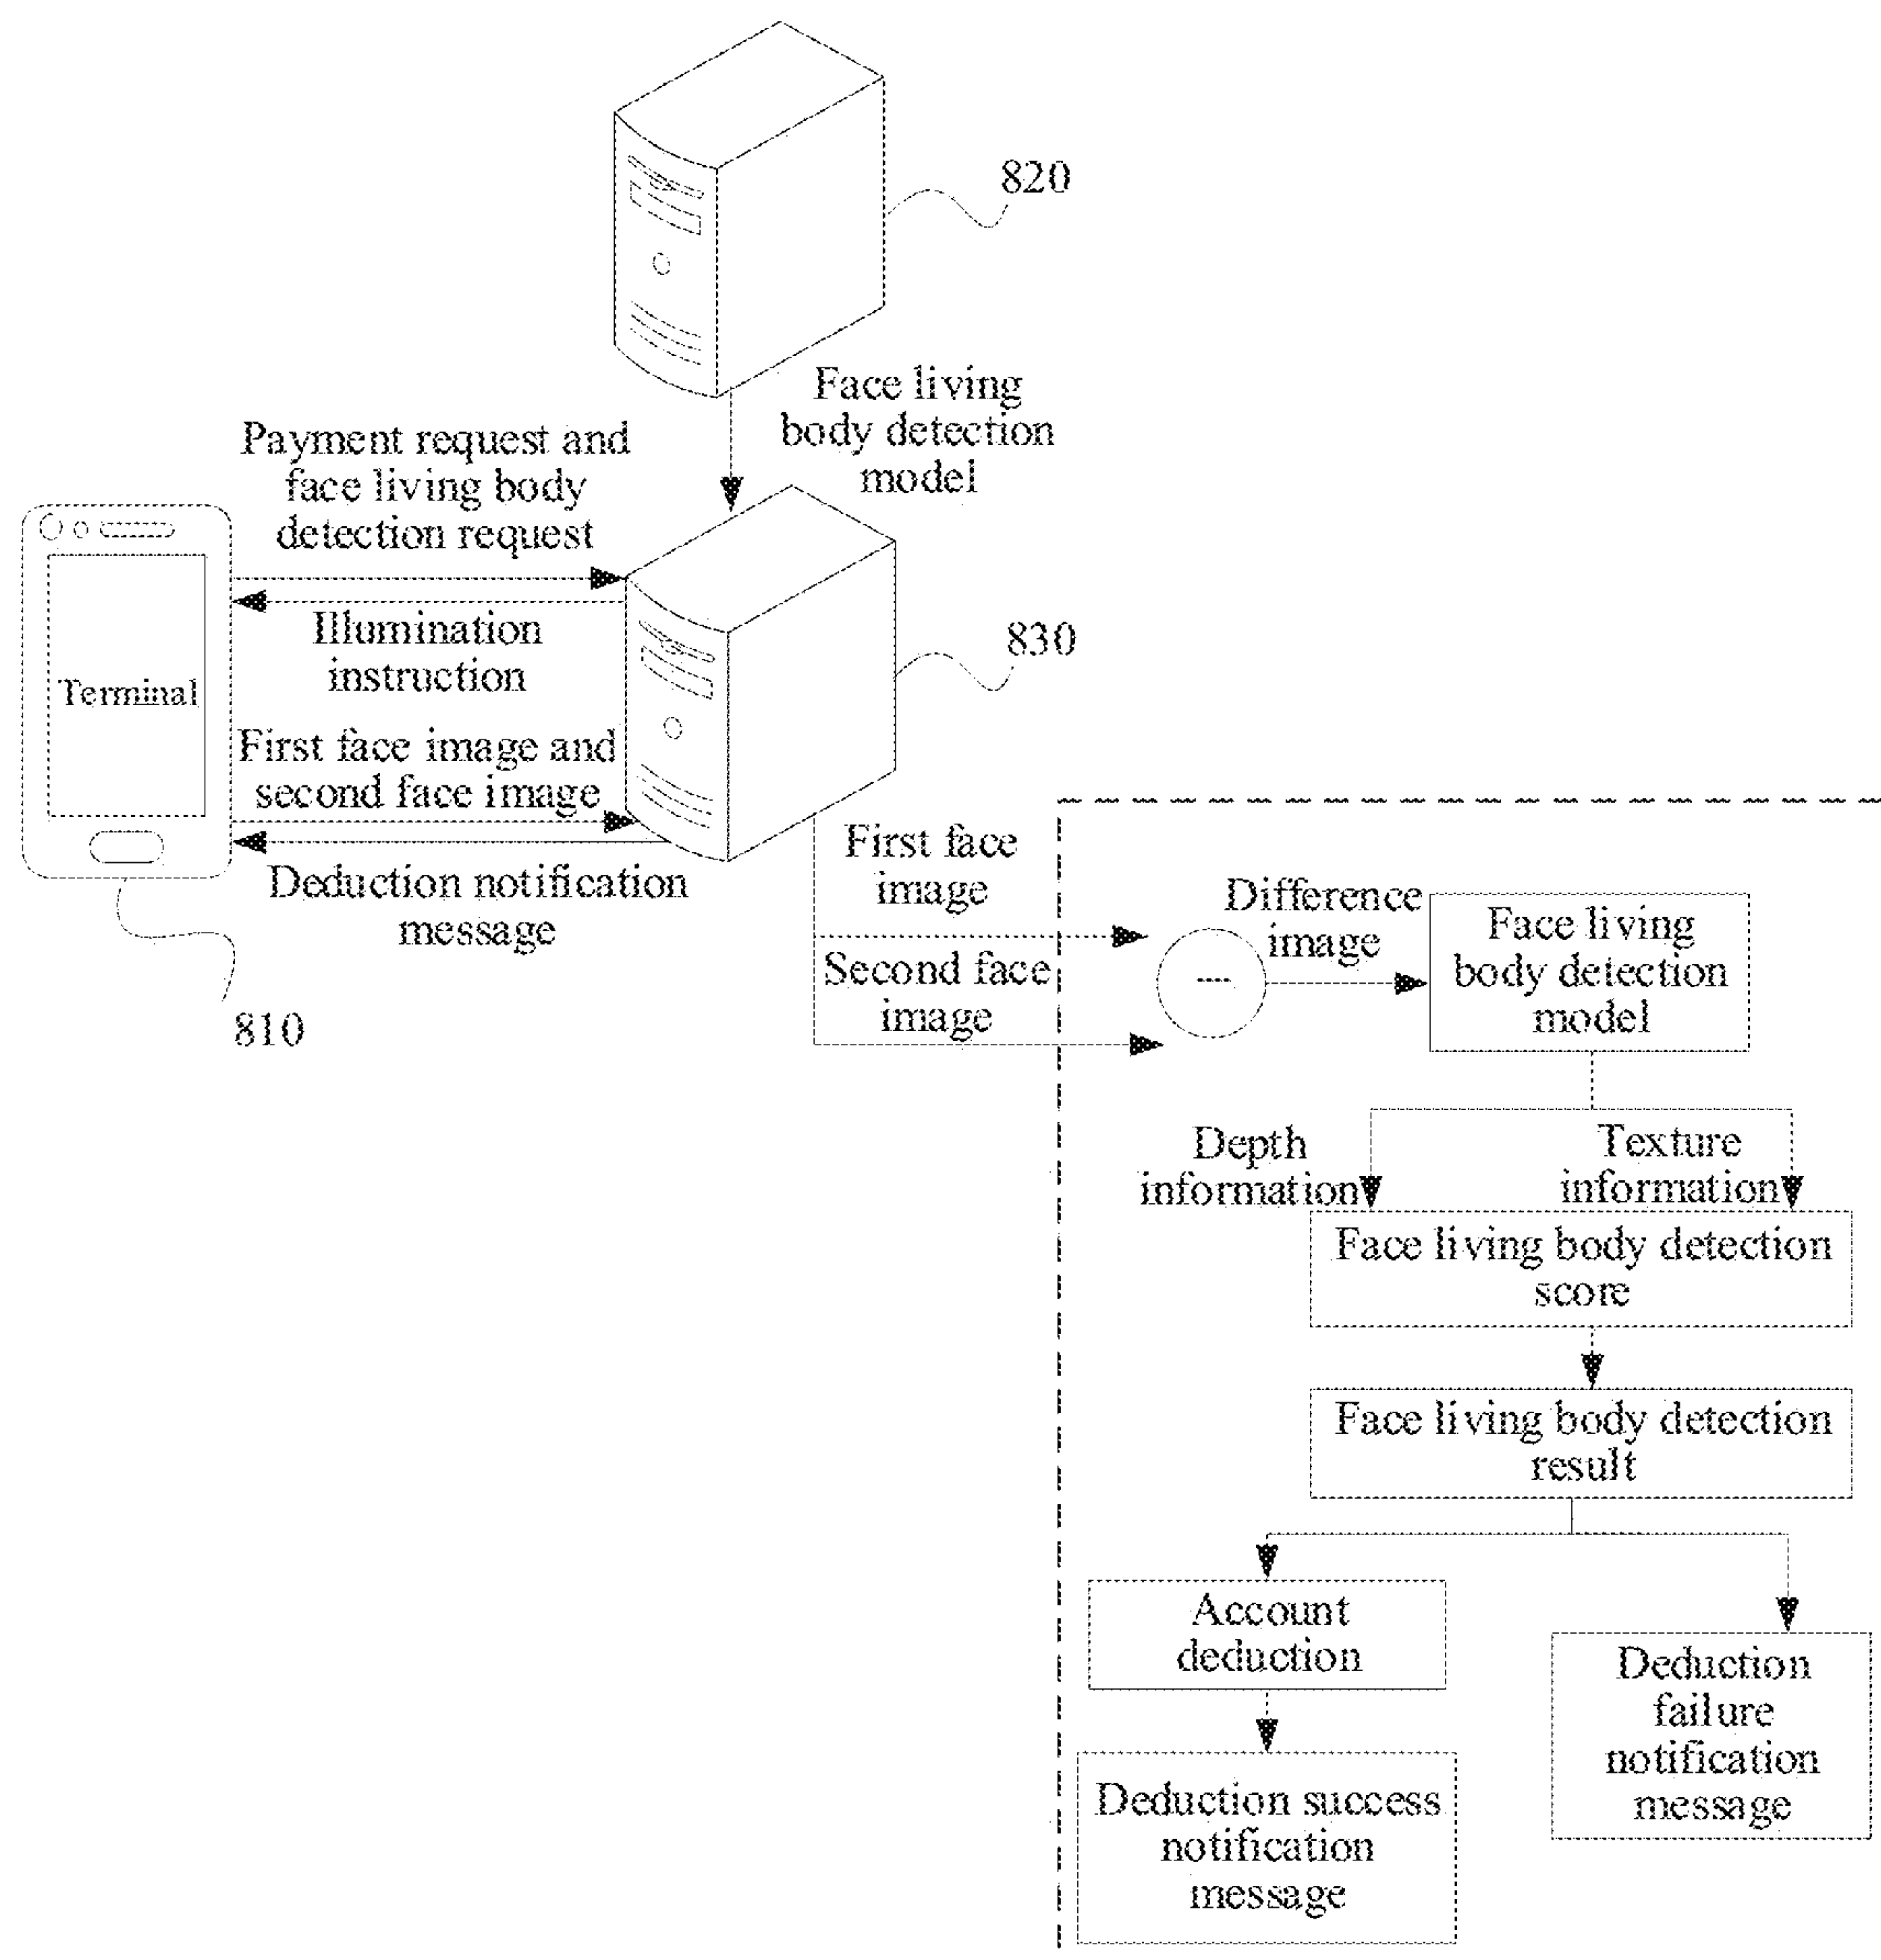 820
Face living
body detection
model
Payment request and
face living body
detection request
Illumination
instruction
830
Terminal
First face image and
second face image
Deduction notification
message
810
First face
image
Second face
image
Difference
image
Face living
body detection
model
Depth
information
Texture
information
Face living body detection
score
Face living body detection
result
Account
deduction
Deduction
failure
notification
message
Deduction success
notification
message